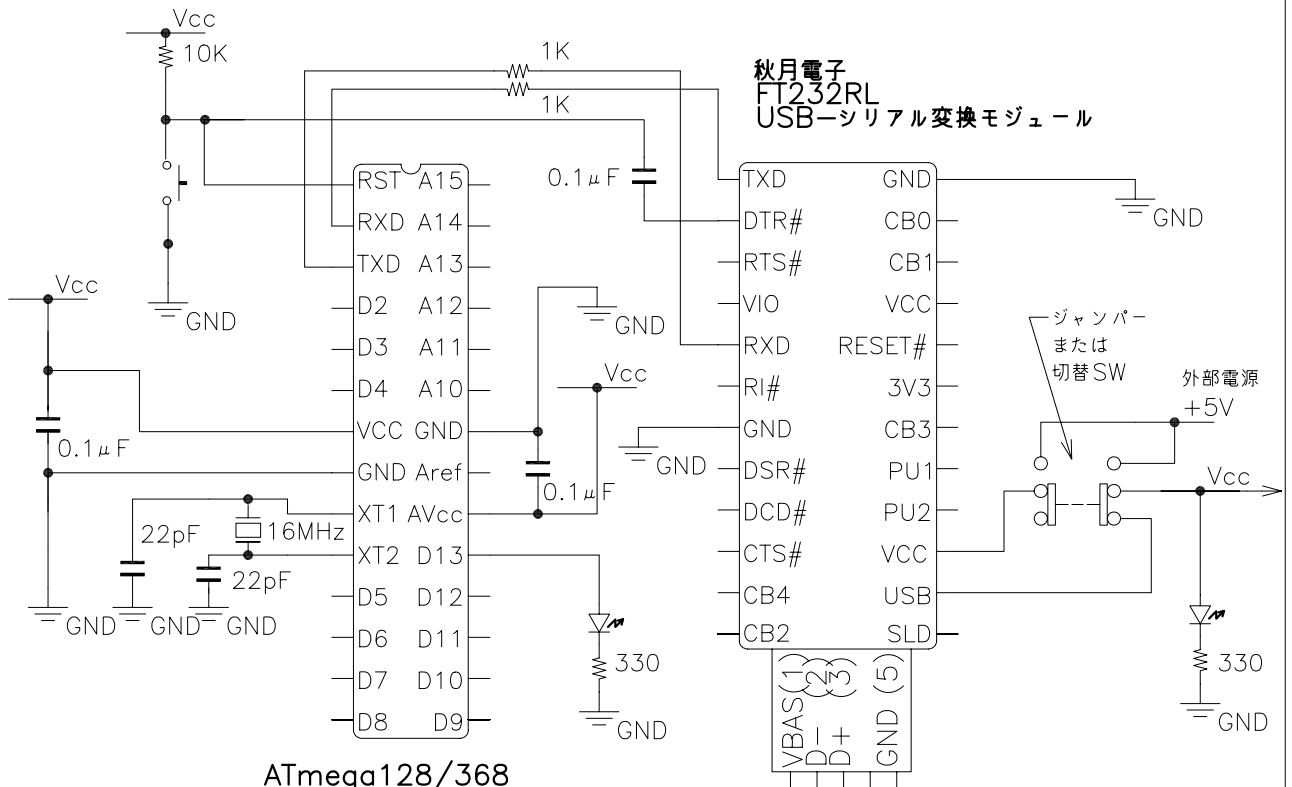 Vcc
10K
1K
1K
秋月電子
FT232RL
USBーシリアル変換モジュール
0.1μF
RST A15
RXD A14
TXD A13
D2 A12
D3 A11
D4 A10
VCC GND
GND Aref
XT1 AVcc
XT2 D13
D5 D12
D6 D11
D7 D10
D8 D9
ATmega128/368
GND
Vcc
0.1μF
22pF
16MHz
22pF
GND
GND
GND
GND
Vcc
0.1μF
330
GND
TXD GND
DTR# CB0
RTS# CB1
VIO VCC
RXD RESET#
RI# 3V3
GND CB3
DSR# PU1
DCD# PU2
CTS# VCC
CB4 USB
CB2 SLD
VBAS(1)
D-(2)
D+(3)
GND (5)
GND
GND
ジャンパー
または
切替SW
外部電源
+5V
Vcc
330
GND